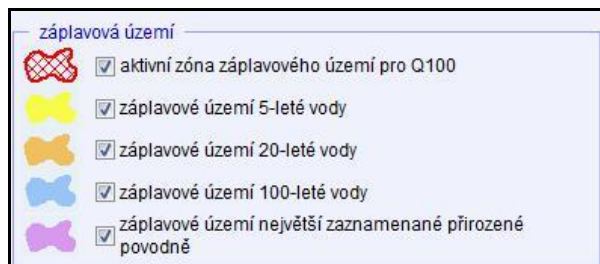 záplavová území
aktivní zóna záplavového území pro Q100
záplavové území 5-leté vody
záplavové území 20-leté vody
záplavové území 100-leté vody
záplavové území největší zaznamenané přirozené
povodně